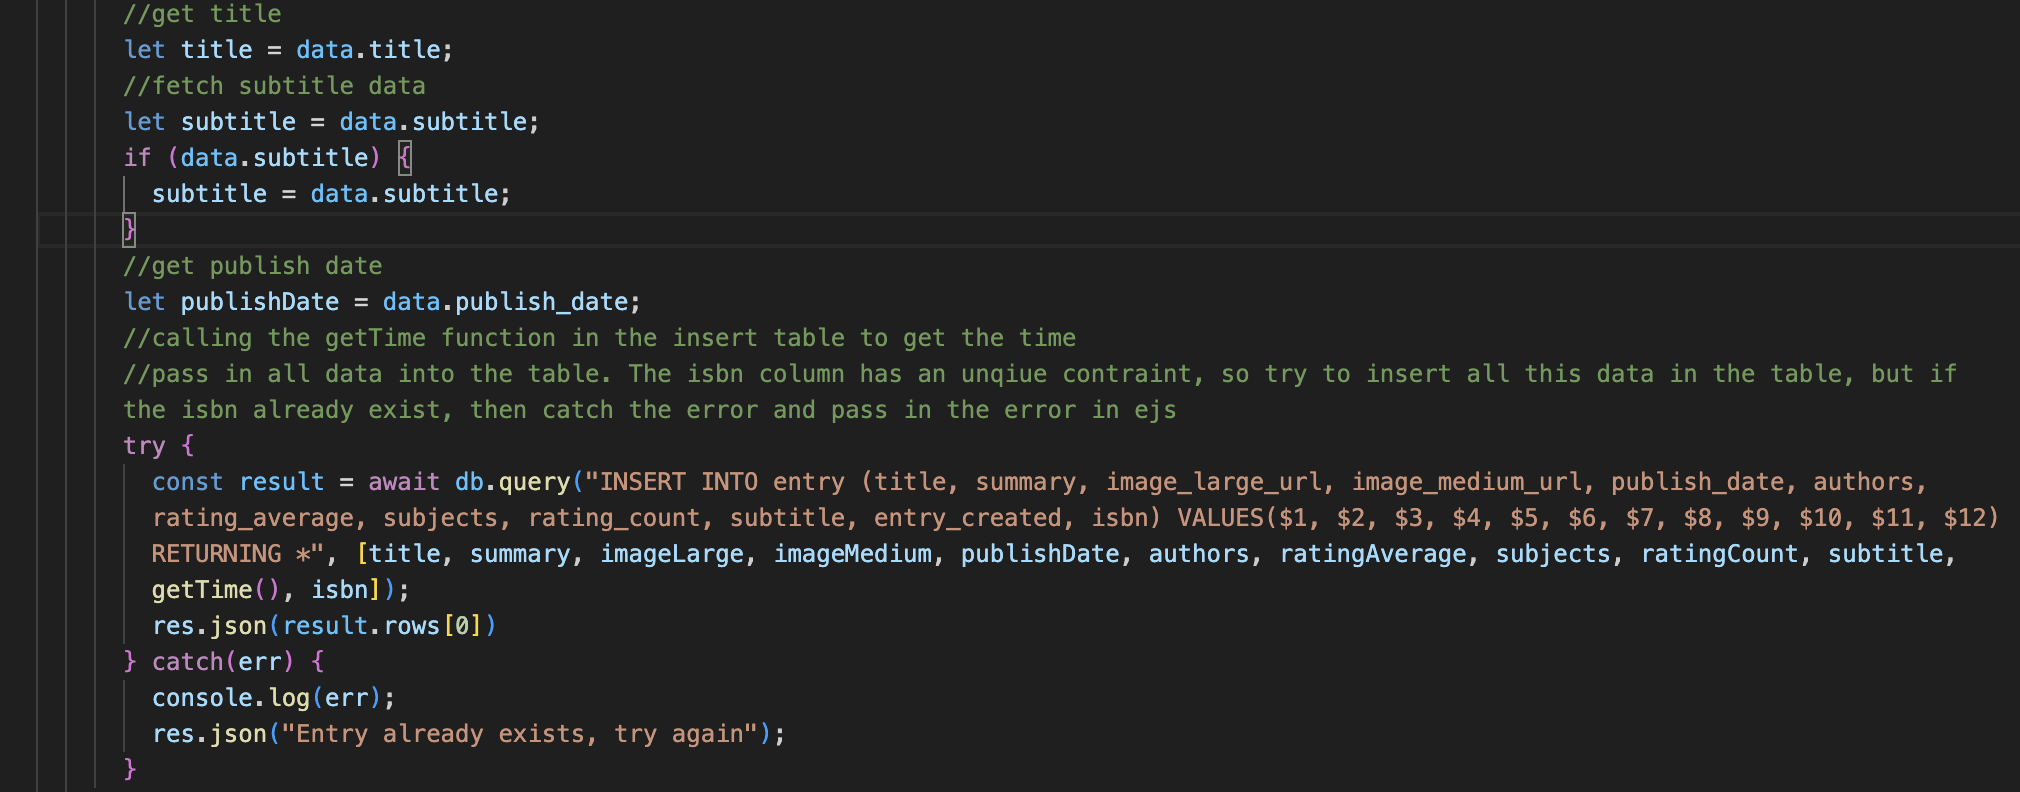 //get title
let title = data.title;
//fetch subtitle data
let subtitle = data.subtitle;
if (data.subtitle) {
subtitle = data.subtitle;
}
//get publish date
let publishDate = data.publish_date;
//calling the getTime function in the insert table to get the time
//pass in all data into the table. The isbn column has an unqiue contraint, so try to insert all this data in the table, but if
the isbn already exist, then catch the error and pass in the error in ejs
try {
const result = await db.query("INSERT INTO entry (title, summary, image_large_url, image_medium_url, publish_date, authors,
rating_average, subjects, rating_count, subtitle, entry_created, isbn) VALUES($1, $2, $3, $4, $5, $6, $7, $8, $9, $10, $11, $12)
RETURNING *", [title, summary, imageLarge, imageMedium, publishDate, authors, ratingAverage, subjects, ratingCount, subtitle,
getTime(), isbn]);
res.json(result.rows[0])
} catch(err) {
console.log(err);
res.json("Entry already exists, try again");
}